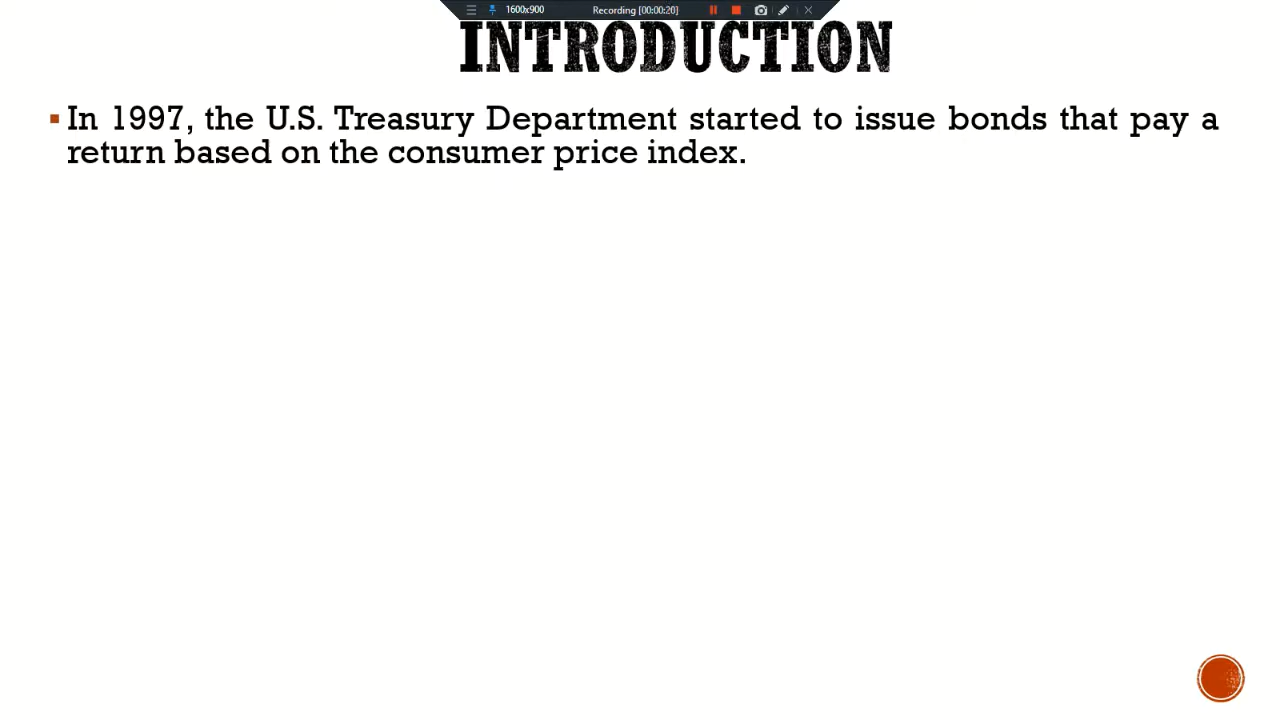 1600x900
Recording [00:00:20]
INTRODUCTION
▪ In 1997, the U.S. Treasury Department started to issue bonds that pay a
return based on the consumer price index.